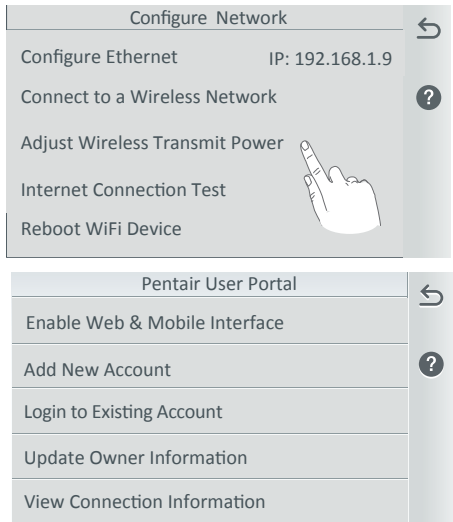 Configure Network
Configure Ethernet IP: 192.168.1.9
Connect to a Wireless Network
Adjust Wireless Transmit Power
Internet Connection Test
Reboot WiFi Device
Pentair User Portal
Enable Web & Mobile Interface
Add New Account
Login to Existing Account
Update Owner Information
View Connection Information